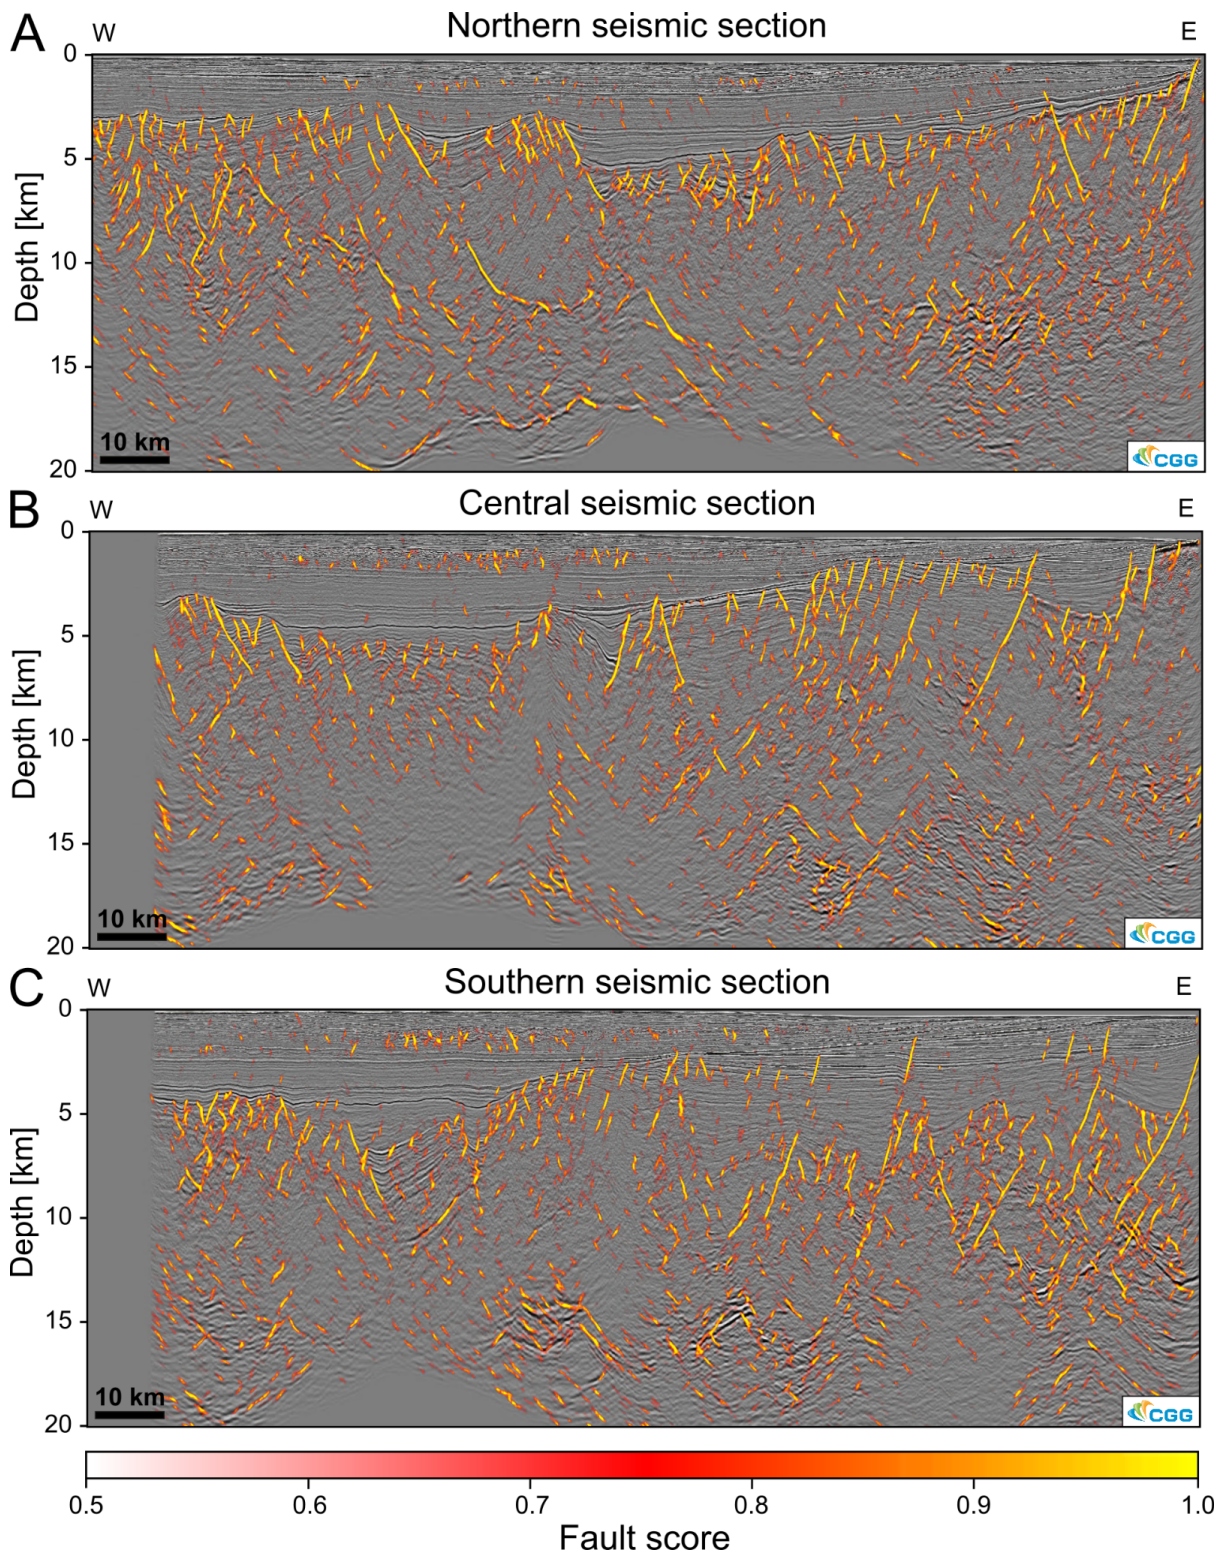 A
W
Northern seismic section
E
0
5
10
15
20
Depth [km]
10 km
CGG
B
W
Central seismic section
E
0
5
10
15
20
Depth [km]
10 km
CGG
C
W
Southern seismic section
E
0
5
10
15
20
Depth [km]
10 km
CGG
0.5 0.6 0.7 0.8 0.9 1.0
Fault score